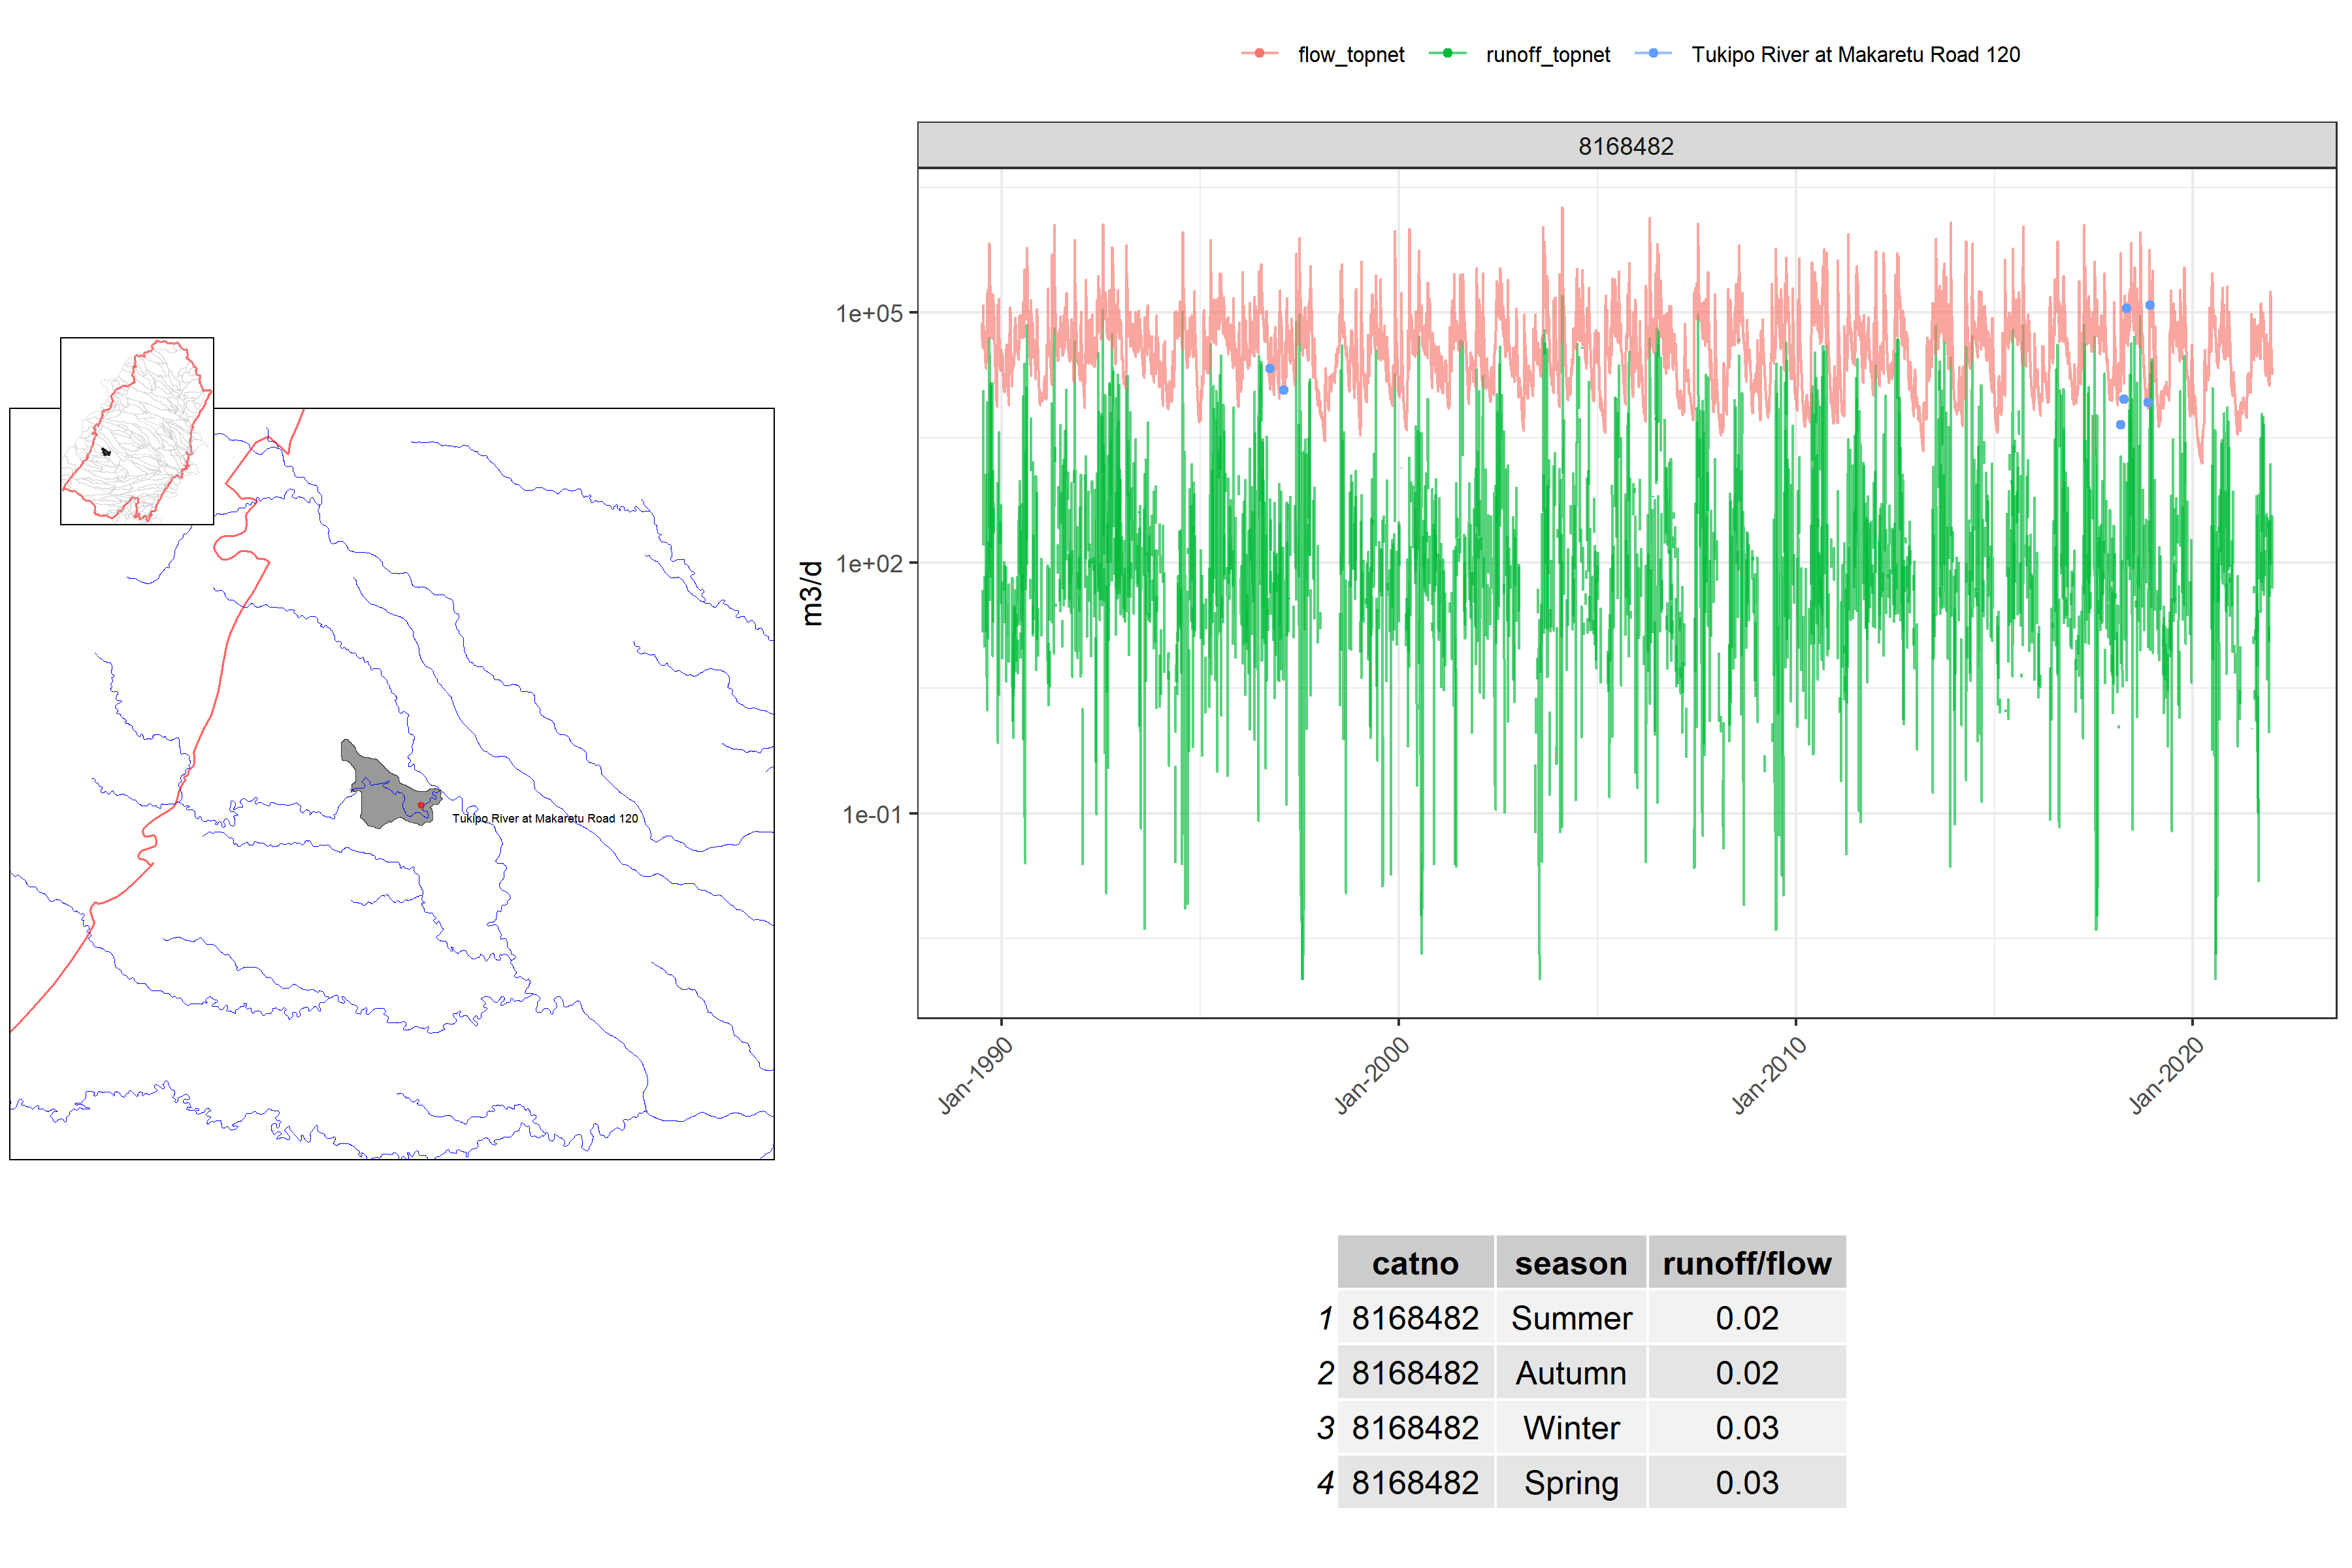 flow_topnet runoff_topnet Tukipo River at Makaretu Road 120
8168482
m3/d
1e+05
1e+02
1e-01
Jan-1990 Jan-2000 Jan-2010 Jan-2020
Tukipo River at Makaretu Road 120
catno season runoff/flow
1 8168482 Summer 0.02
2 8168482 Autumn 0.02
3 8168482 Winter 0.03
4 8168482 Spring 0.03